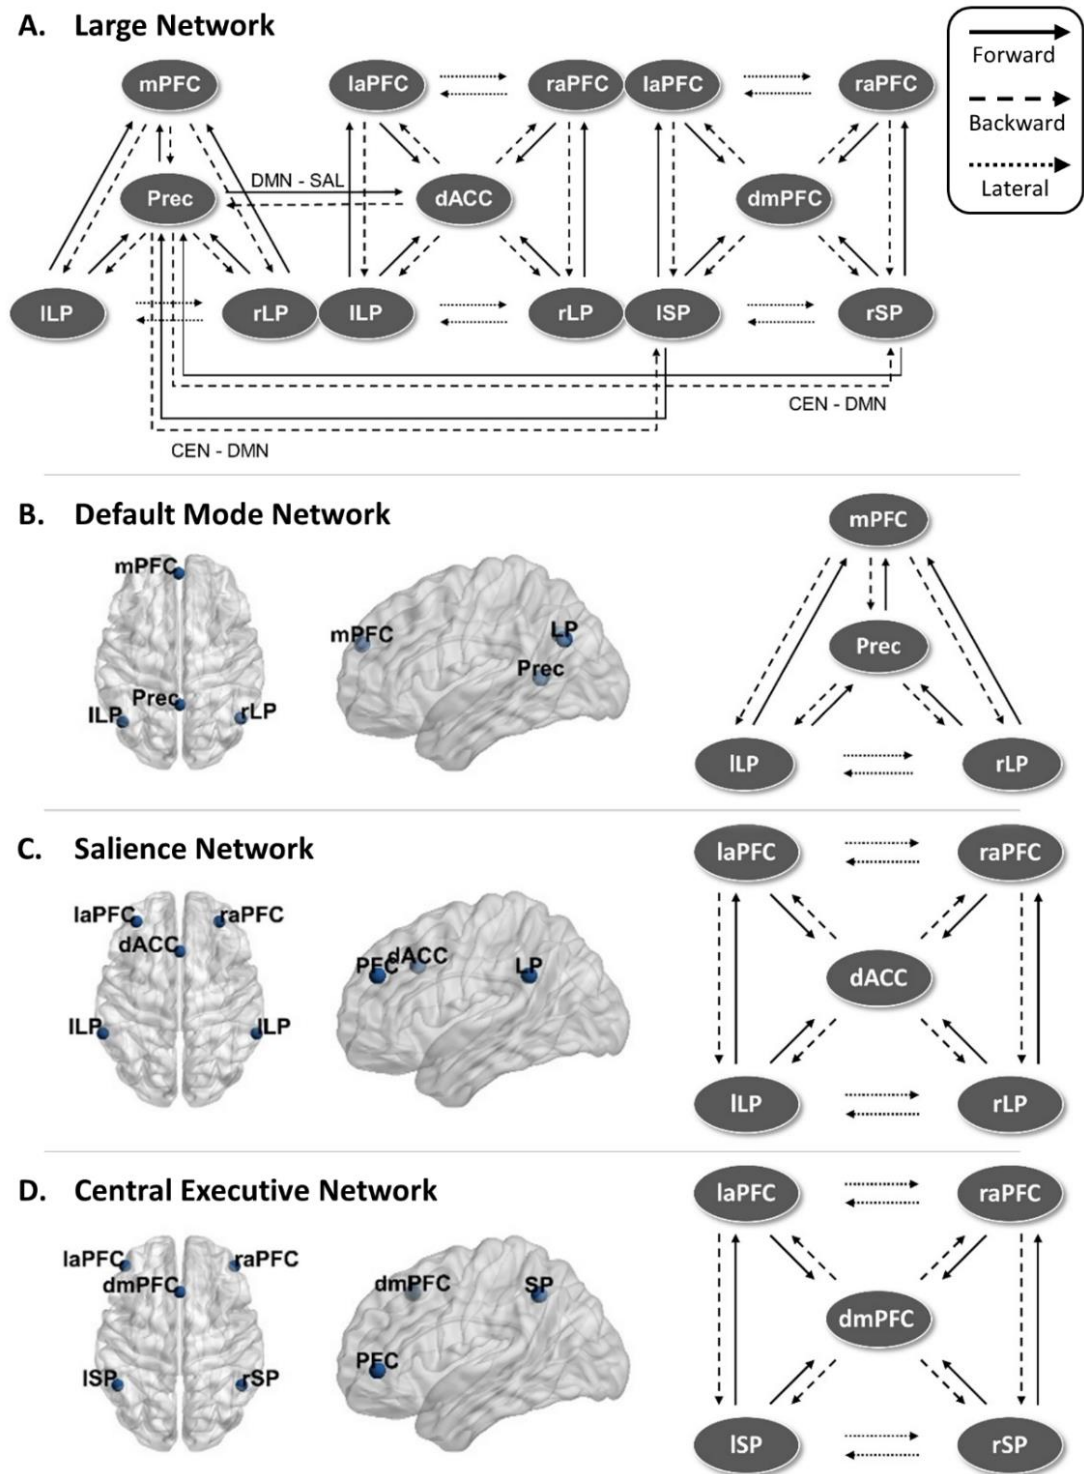 A. Large Network
Forward
Backward
Lateral
mPFC
laPFC
raPFC
laPFC
raPFC
Prec
DMN - SAL
dACC
dmPFC
lLP
rLP
lLP
rLP
lSP
rSP
CEN - DMN
CEN - DMN
B. Default Mode Network
mPFC
Prec
lLP
rLP
mPFC
LP
Prec
mPFC
Prec
lLP
rLP
C. Salience Network
laPFC
raPFC
dACC
lLP
lLP
PFC
dACC
LP
laPFC
raPFC
dACC
lLP
rLP
D. Central Executive Network
laPFC
raPFC
dmPFC
lSP
rSP
dmPFC
SP
PFC
laPFC
raPFC
dmPFC
lSP
rSP